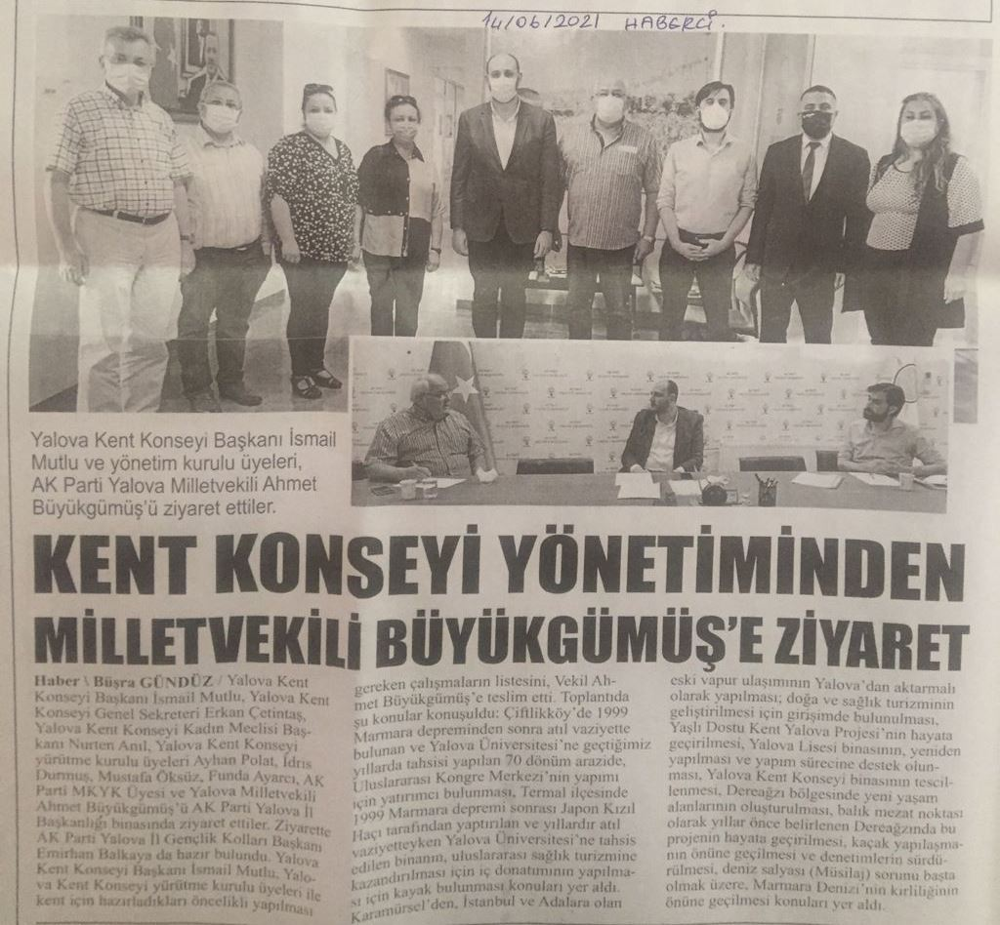 14/06/2021 HABERCİ.
Yalova Kent Konseyi Başkanı İsmail
Mutlu ve yönetim kurulu üyeleri,
AK Parti Yalova Milletvekili Ahmet
Büyükgümüş'ü ziyaret ettiler.
KENT KONSEYİ YÖNETİMİNDEN
MİLLETVEKİLİ BÜYÜKGÜMÜŞ'E ZİYARET
Haber \ Büşra GÜNDÜZ / Yalova Kent
Konseyi Başkanı İsmail Mutlu, Yalova Kent
Konseyi Genel Sekreteri Erkan Çetintaş,
Yalova Kent Konseyi Kadın Meclisi Baş-
kanı Nurten Anıl, Yalova Kent Konseyi
yürütme kurulu üyeleri Ayhan Polat, İdris
Durmuş, Mustafa Öksüz, Funda Ayarcı, AK
Parti MKYK Üyesi ve Yalova Milletvekili
Ahmet Büyükgümüş'ü AK Parti Yalova İl
Başkanlığı binasında ziyaret ettiler. Ziyarette
AK Parti Yalova İl Gençlik Kolları Başkanı
Emirhan Balkaya da hazır bulundu. Yalova
Kent Konseyi Başkanı İsmail Mutlu, Yalo-
va Kent Konseyi yürütme kurulu üyeleri ile
kent için hazırladıkları öncelikli yapılması
gereken çalışmaların listesini, Vekil Ah-
met Büyükgümüş'e teslim etti. Toplantıda
şu konular konuşuldu: Çiftlikköy'de 1999
Marmara depreminden sonra atıl vaziyette
bulunan ve Yalova Üniversitesi'ne geçtiğimiz
yıllarda tahsisi yapılan 70 dönüm arazide,
Uluslararası Kongre Merkezi'nin yapımı
için yatırımcı bulunması, Termal ilçesinde
1999 Marmara depremi sonrası Japon Kızıl
Haçı tarafından yaptırılan ve yıllardır atıl
vaziyetteyken Yalova Üniversitesi'ne tahsis
edilen binanın, uluslararası sağlık turizmine
kazandırılması için iç donatımının yapılma-
sı için kayak bulunması konuları yer aldı.
Karamürsel'den, İstanbul ve Adalara olan
eski vapur ulaşımının Yalova'dan aktarmalı
olarak yapılması; doğa ve sağlık turizminin
geliştirilmesi için girişimde bulunulması,
Yaşlı Dostu Kent Yalova Projesi'nin hayata
geçirilmesi, Yalova Lisesi binasının, yeniden
yapılması ve yapım sürecine destek olun-
ması, Yalova Kent Konseyi binasının tescil-
lenmesi, Dereağzı bölgesinde yeni yaşam
alanlarının oluşturulması, balık mezat noktası
olarak yıllar önce belirlenen Dereağzında bu
projenin hayata geçirilmesi, kaçak yapılaşma-
nın önüne geçilmesi ve denetimlerin sürdü-
rülmesi, deniz salyası (Müsilaj) sorunu başta
olmak üzere, Marmara Denizi'nin kirliliğinin
önüne geçilmesi konuları yer aldı.